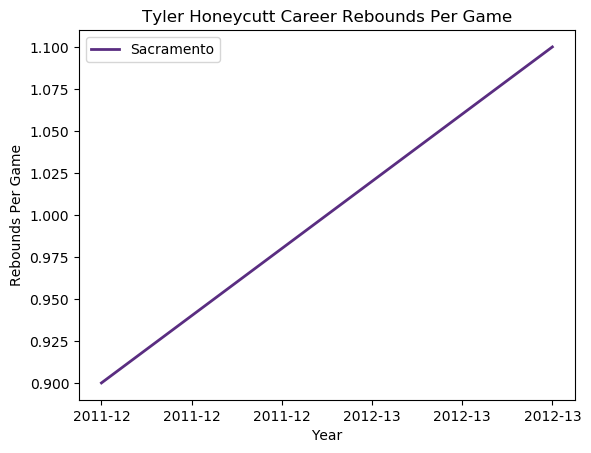 Tyler Honeycutt Career Rebounds Per Game
Sacramento
1.100
1.075
1.050
1.025
1.000
0.975
0.950
0.925
0.900
Rebounds Per Game
2011-12 2011-12 2011-12 2012-13 2012-13 2012-13
Year